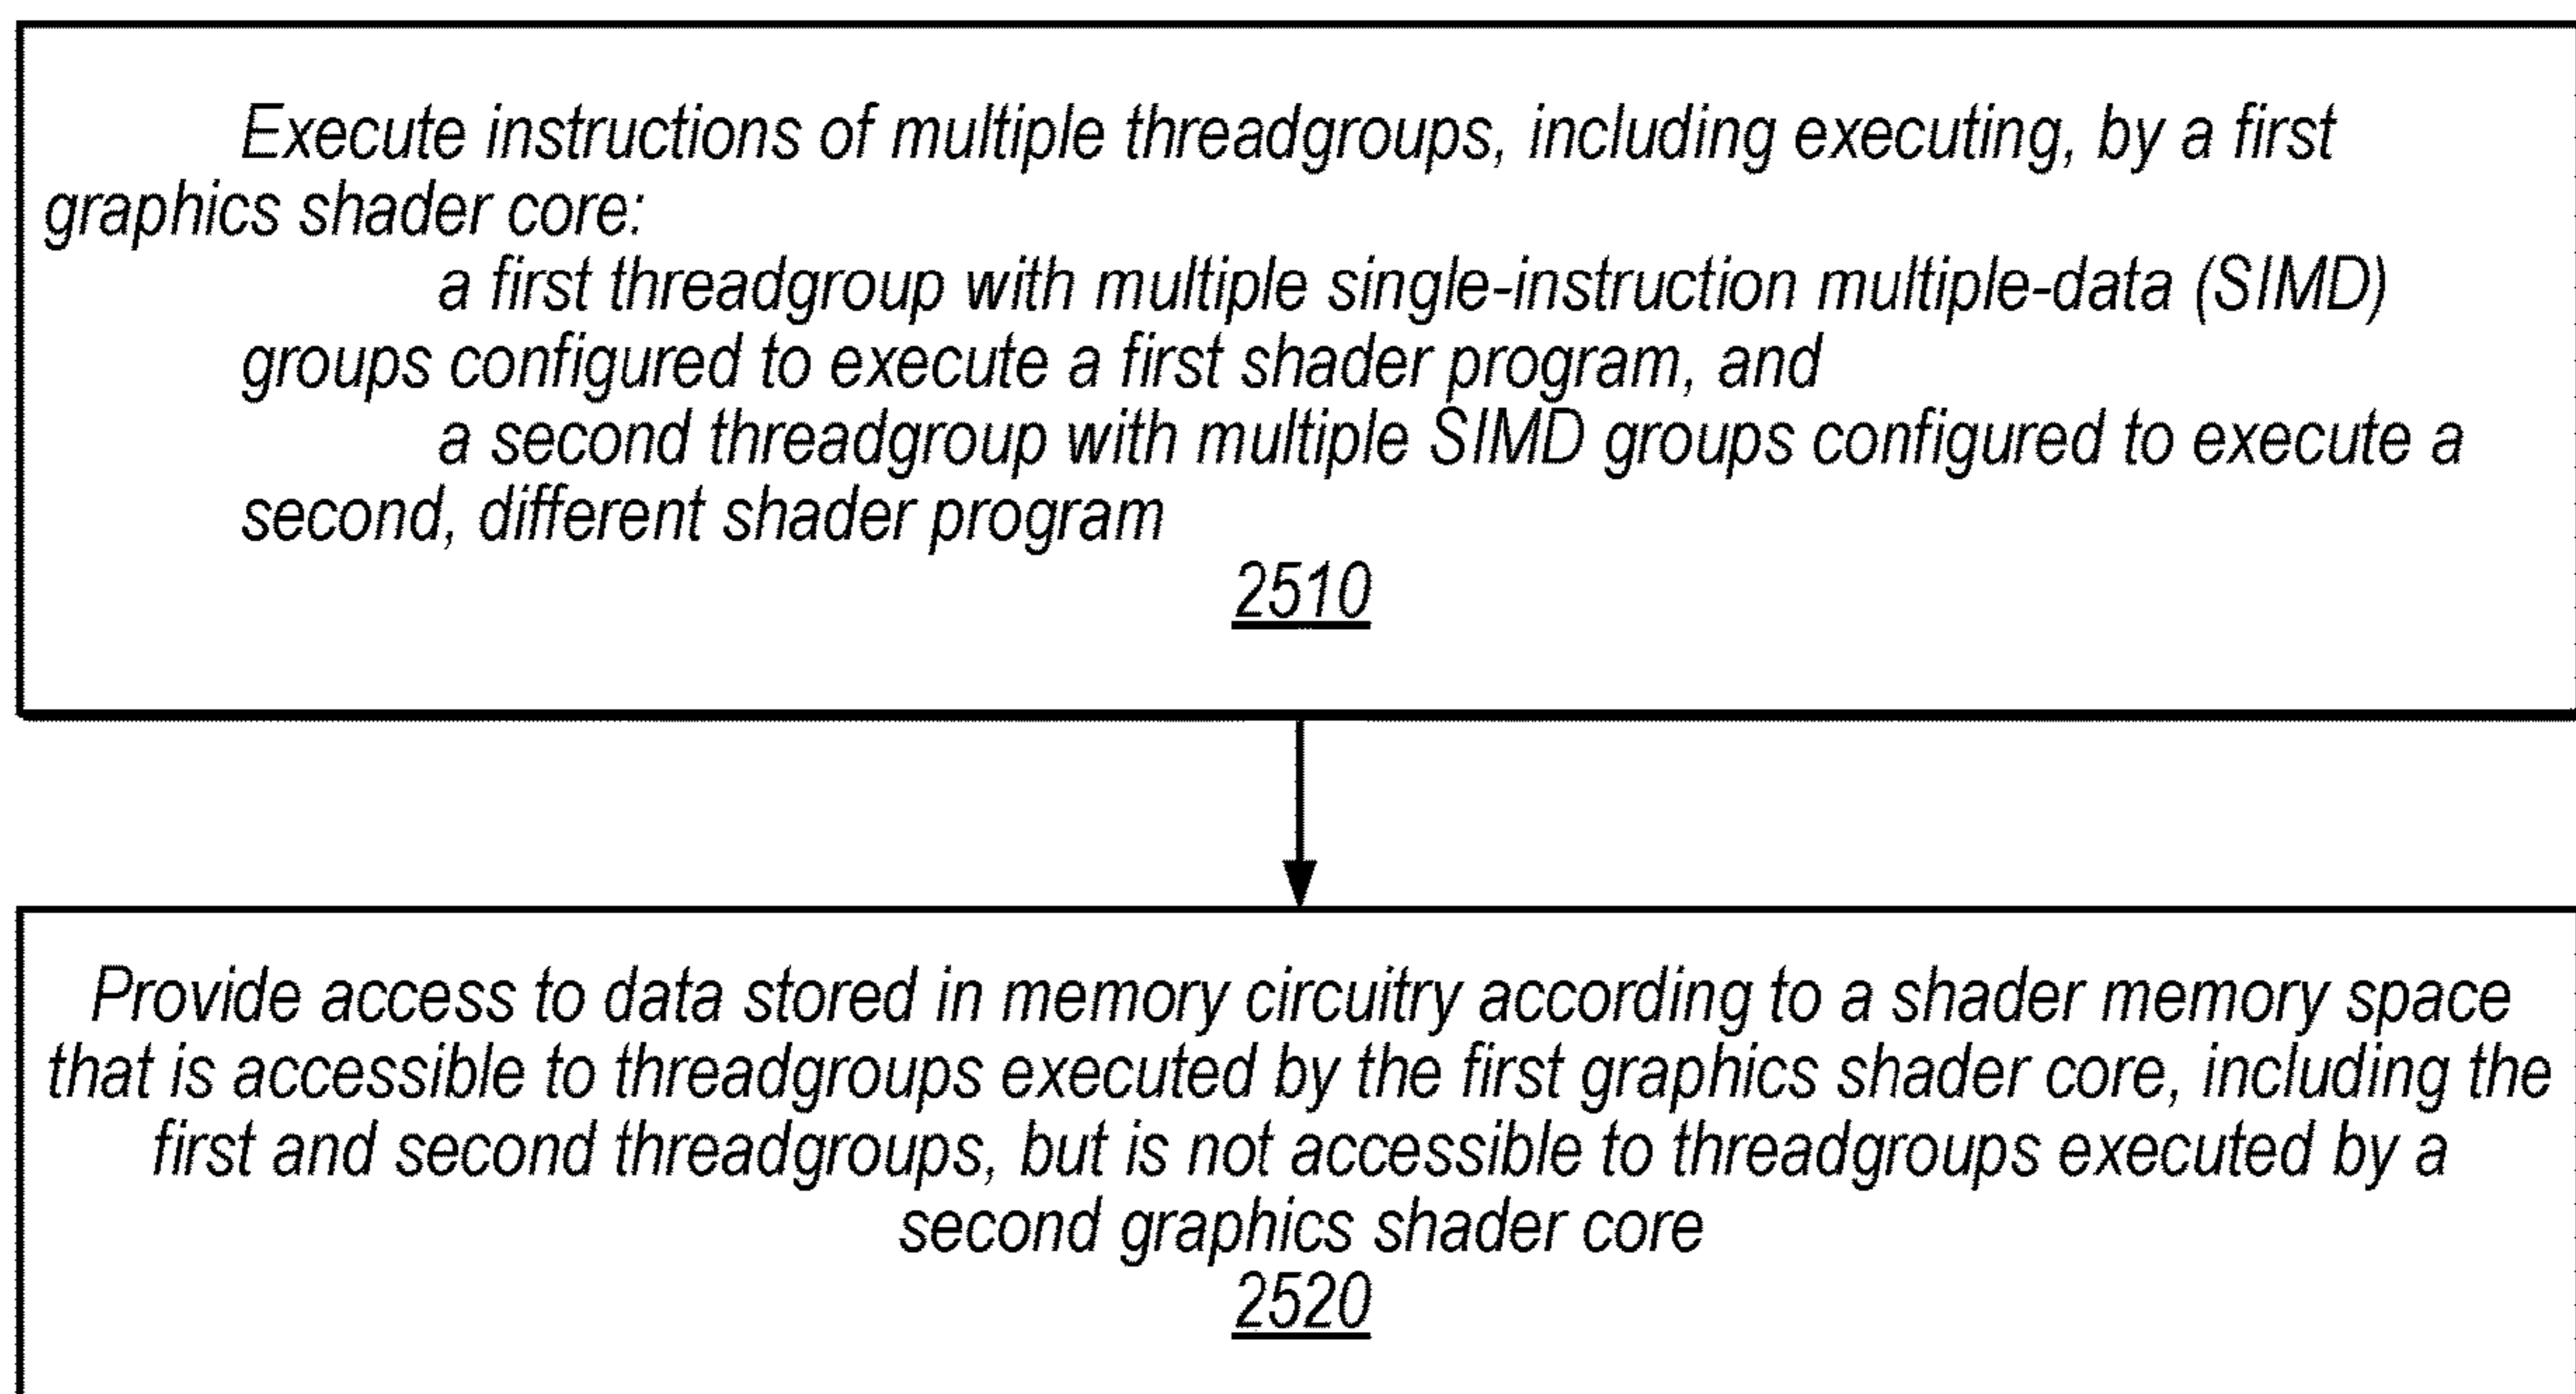 Execute instructions of multiple threadgroups, including executing, by a first
graphics shader core:
a first threadgroup with multiple single-instruction multiple-data (SIMD)
groups configured to execute a first shader program, and
a second threadgroup with multiple SIMD groups configured to execute a
second, different shader program
2510
Provide access to data stored in memory circuitry according to a shader memory space
that is accessible to threadgroups executed by the first graphics shader core, including the
first and second threadgroups, but is not accessible to threadgroups executed by a
second graphics shader core
2520